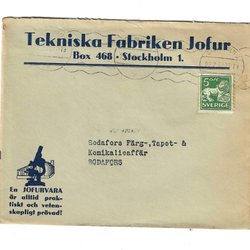 Tekniska Fabriken Jofur
Box 468 · Stockholm 1.
5 ÖRE
SVERIGE
Bodafors Färg-,Tapet- &
Kemikalieaffär
BODAFORS
En JOFURVARA
är alltid prak-
tiskt och veten-
skapligt prövad!